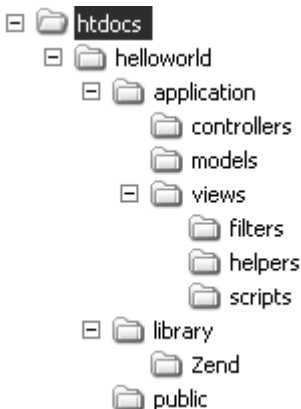 htdocs
helloworld
application
controllers
models
views
filters
helpers
scripts
library
Zend
public